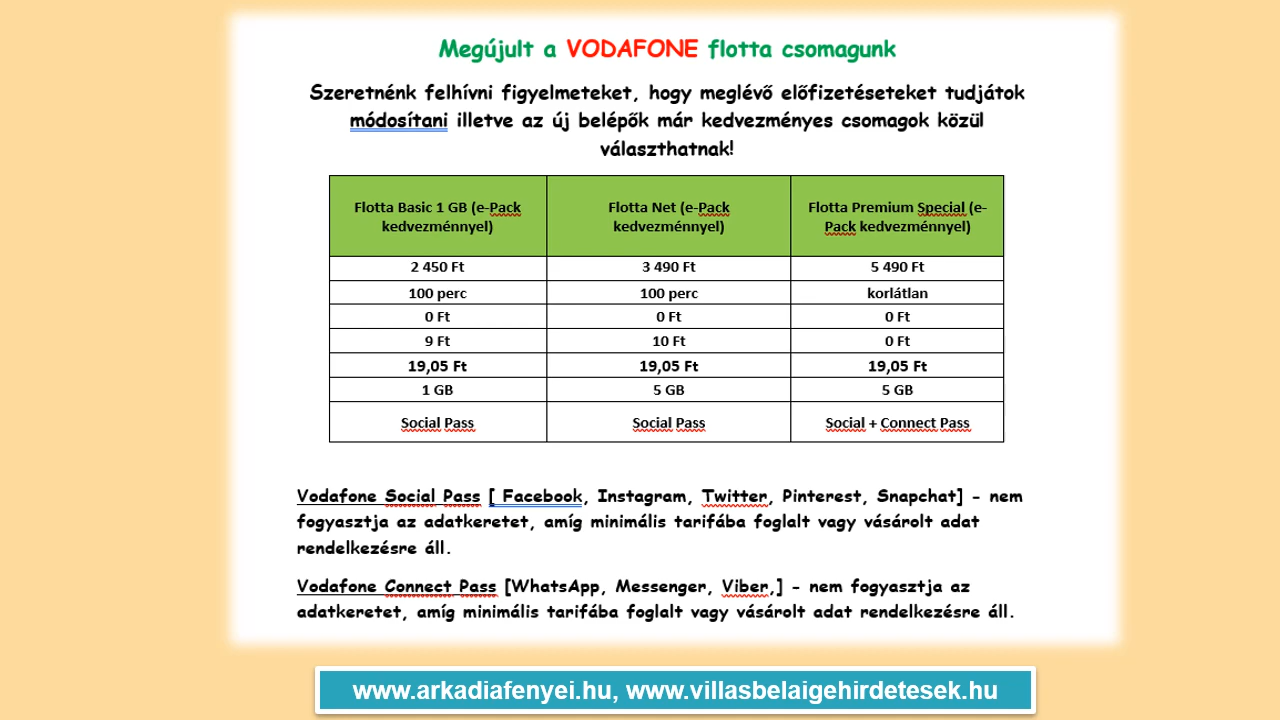 Megújult a VODAFONE flotta csomagunk
Szeretnénk felhívni figyelmeteket, hogy meglévő előfizetéseteket tudjátok
módosítani illetve az új belépők már kedvezményes csomagok közül
választhatnak!
Flotta Basic 1 GB (e-Pack kedvezménnyel) Flotta Net (e-Pack kedvezménnyel) Flotta Premium Special (e-Pack kedvezménnyel)
2 450 Ft 3 490 Ft 5 490 Ft
100 perc 100 perc korlátlan
0 Ft 0 Ft 0 Ft
9 Ft 10 Ft 0 Ft
19,05 Ft 19,05 Ft 19,05 Ft
1 GB 5 GB 5 GB
Social Pass Social Pass Social + Connect Pass
Vodafone Social Pass [ Facebook, Instagram, Twitter, Pinterest, Snapchat] - nem
fogyasztja az adatkeretet, amíg minimális tarifába foglalt vagy vásárolt adat
rendelkezésre áll.
Vodafone Connect Pass [WhatsApp, Messenger, Viber,] - nem fogyasztja az
adatkeretet, amíg minimális tarifába foglalt vagy vásárolt adat rendelkezésre áll.
www.arkadiafenyei.hu, www.villasbelaigehirdetesek.hu